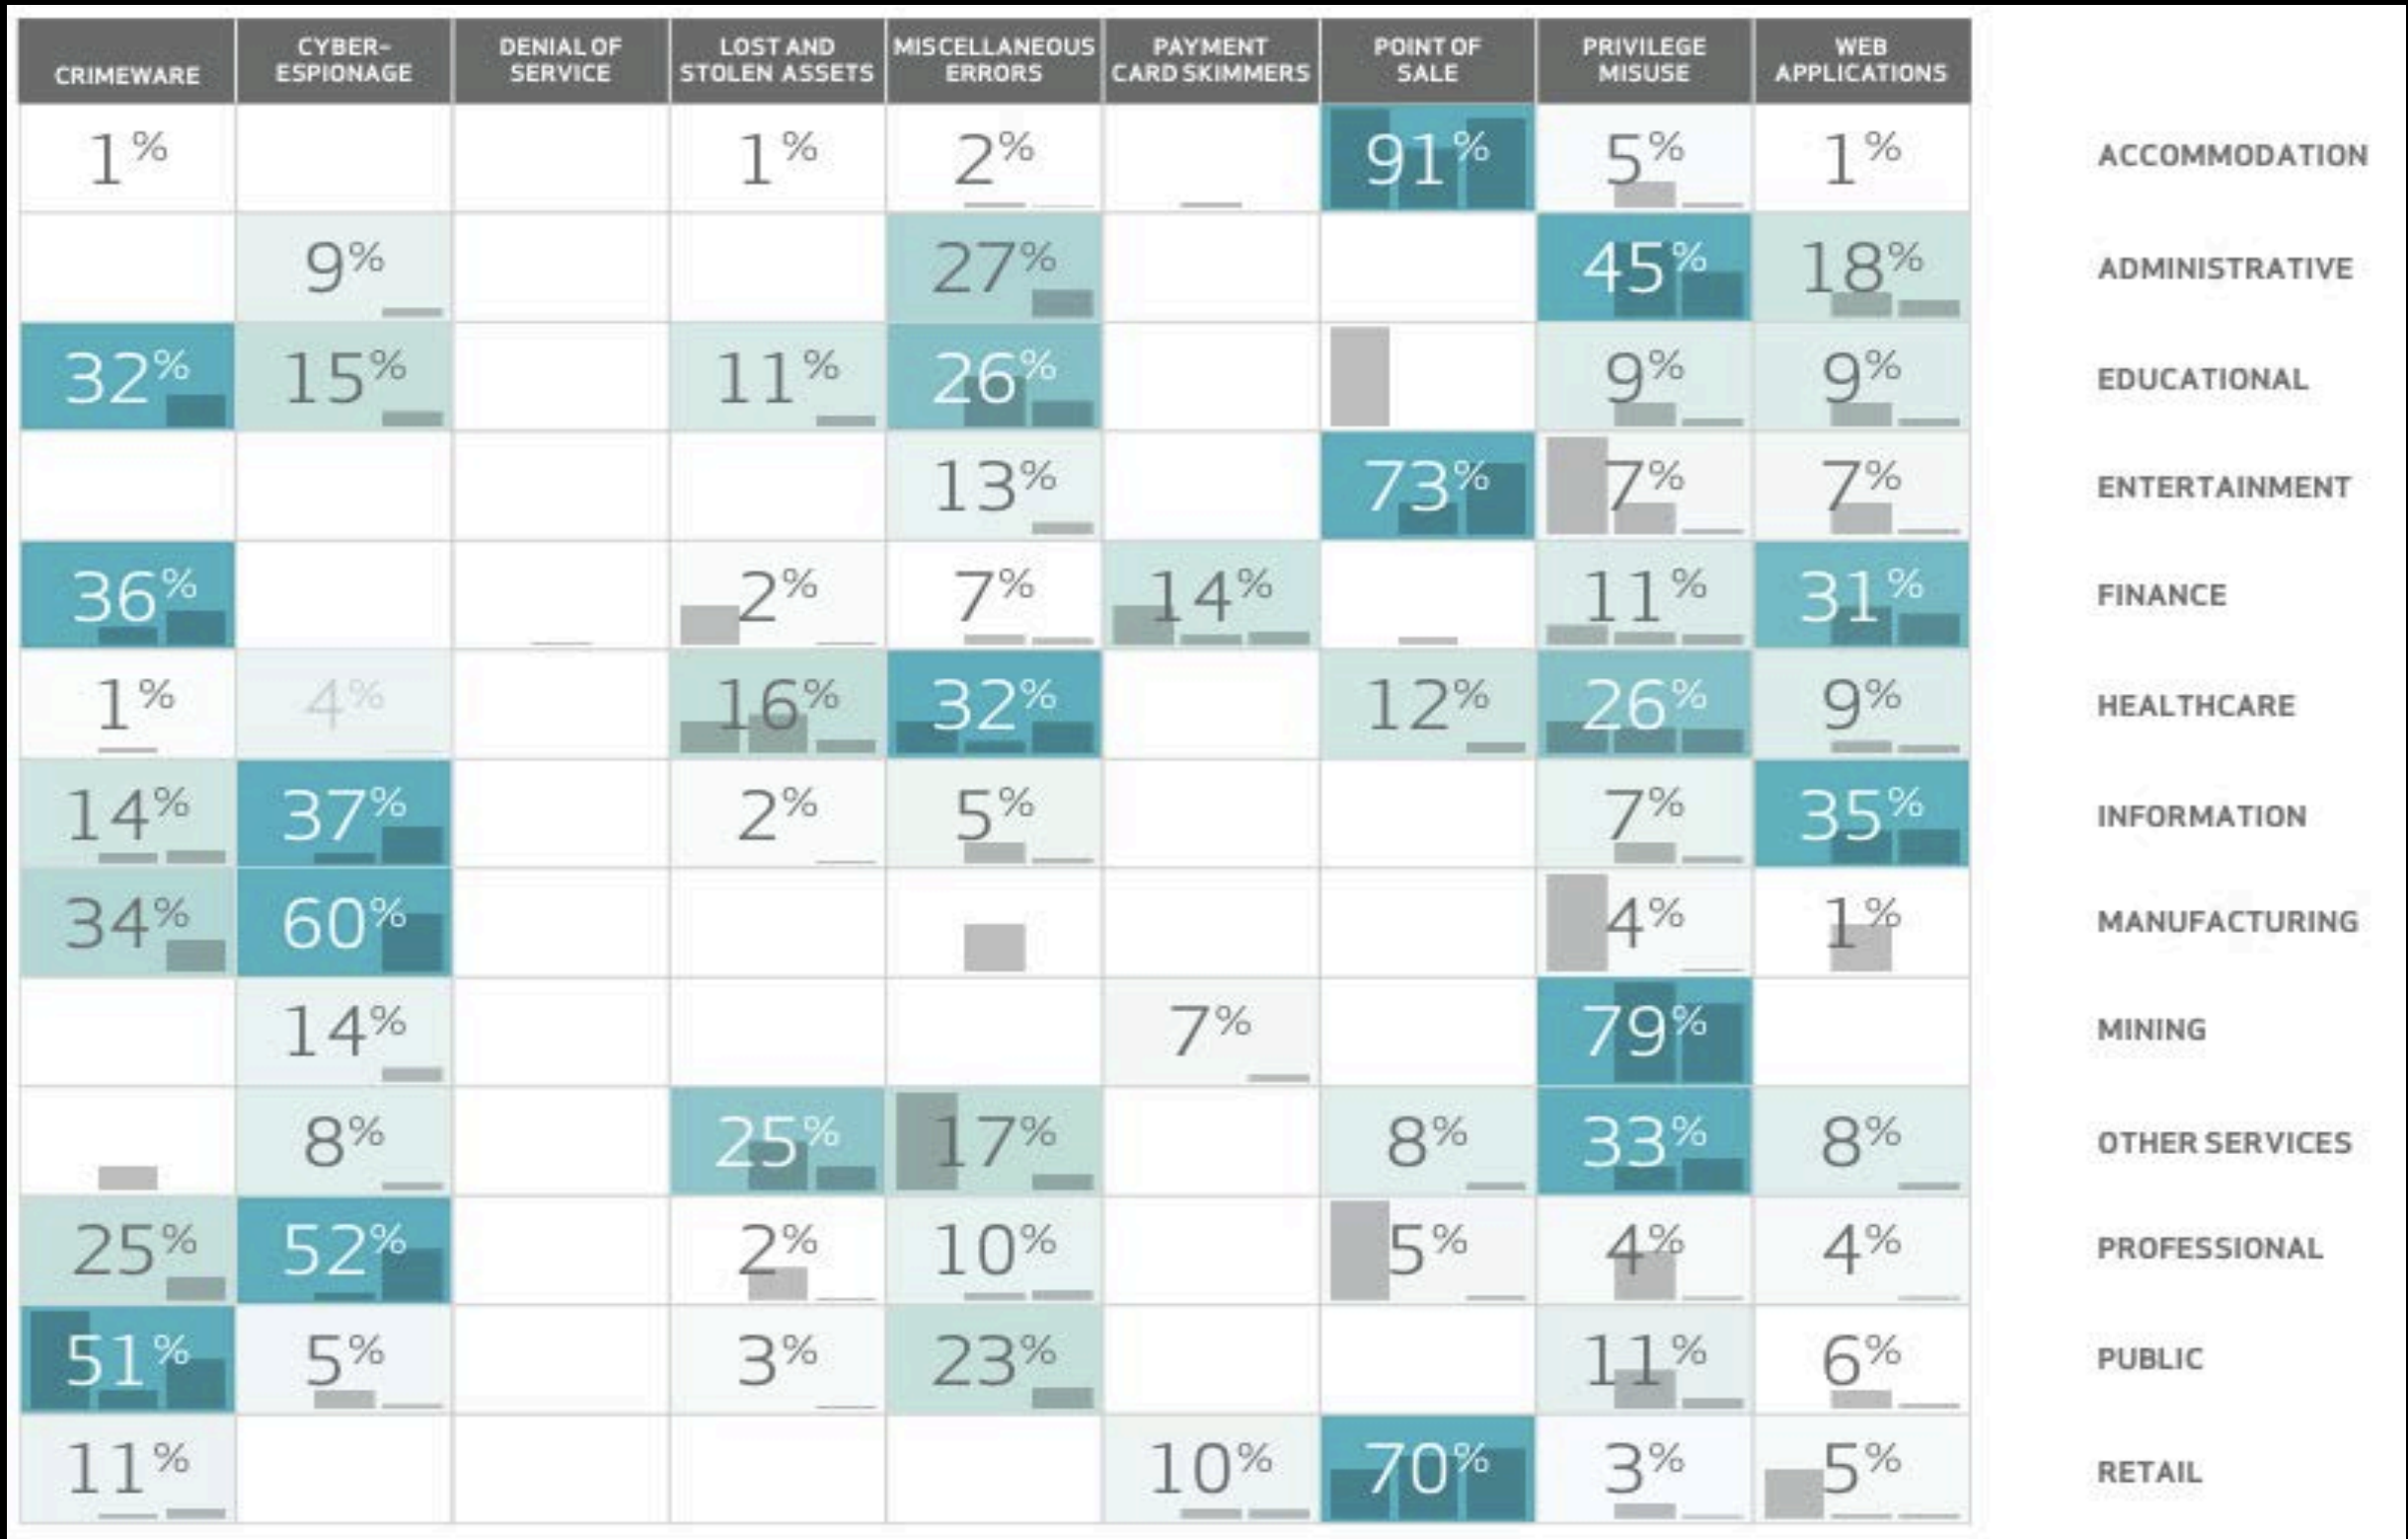 CRIMEWARE CYBER-ESPIONAGE DENIAL OF SERVICE LOST AND STOLEN ASSETS MISCELLANEOUS ERRORS PAYMENT CARD SKIMMERS POINT OF SALE PRIVILEGE MISUSE WEB APPLICATIONS
1% 1% 2% 91% 5% 1% ACCOMMODATION
9% 27% 45% 18% ADMINISTRATIVE
32% 15% 11% 26% 9% 9% EDUCATIONAL
13% 73% 7% 7% ENTERTAINMENT
36% 2% 7% 14% 11% 31% FINANCE
1% 4% 16% 32% 12% 26% 9% HEALTHCARE
14% 37% 2% 5% 7% 35% INFORMATION
34% 60% 4% 1% MANUFACTURING
14% 7% 79% MINING
8% 25% 17% 8% 33% 8% OTHER SERVICES
25% 52% 2% 10% 5% 4% 4% PROFESSIONAL
51% 5% 3% 23% 11% 6% PUBLIC
11% 10% 70% 3% 5% RETAIL